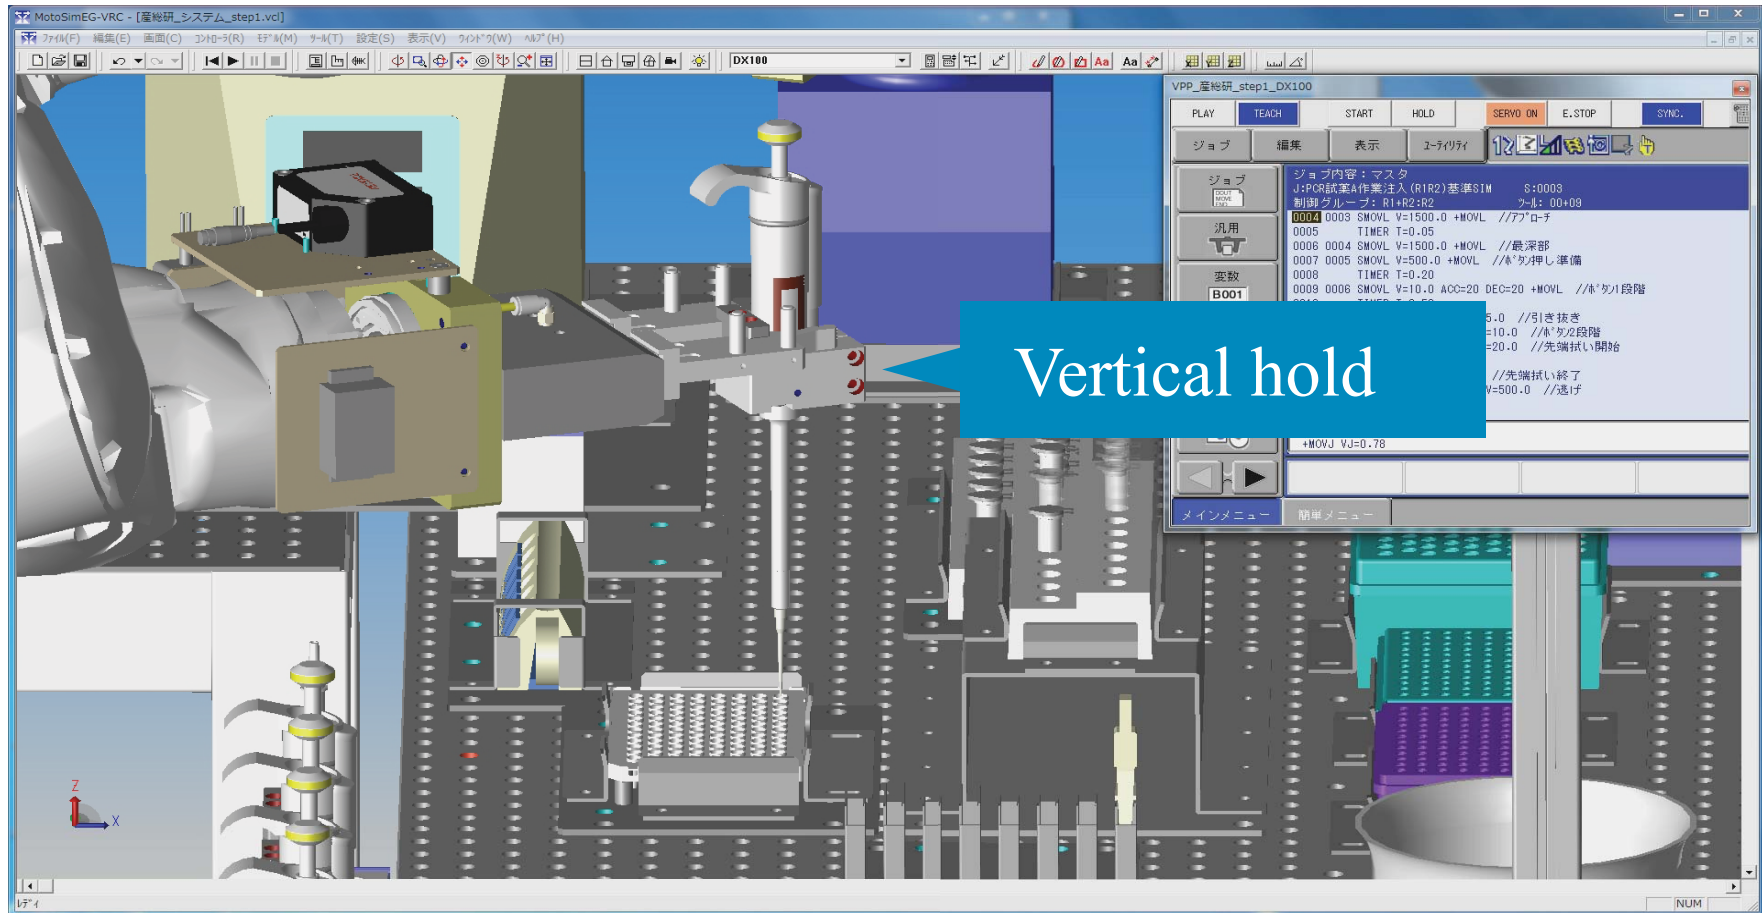 MotoSimEG-VRC - [産総研_システム_step1.vcl]
ファイル(F) 編集(E) 画面(C) コントローラ(R) モデル(M) ツール(T) 設定(S) 表示(V) ウィンドウ(W) ヘルプ(H)
DX100
Aa Aa
VPP_産総研_step1_DX100
PLAY TEACH START HOLD SERVO ON E.STOP SYNC.
ジョブ 編集 表示 ユーティリティ
ジョブ
DOUT
MOVE
END
汎用
変数
B001
ジョブ内容：マスタ
J:PCR試薬A作業注入(R1R2)基準SIM S:0003
制御グループ：R1+R2:R2 ツール: 00+09
0004 0003 SMOVL V=1500.0 +MOVL //アプローチ
0005 TIMER T=0.05
0006 0004 SMOVL V=1500.0 +MOVL //最深部
0007 0005 SMOVL V=500.0 +MOVL //ボタン押し準備
0008 TIMER T=0.20
0009 0006 SMOVL V=10.0 ACC=20 DEC=20 +MOVL //ボタン1段階
5.0 //引き抜き
=10.0 //ボタン2段階
=20.0 //先端拭い開始
//先端拭い終了
V=500.0 //逃げ
+MOVJ VJ=0.78
メインメニュー 簡単メニュー
Vertical hold
Z
X
レディ
NUM